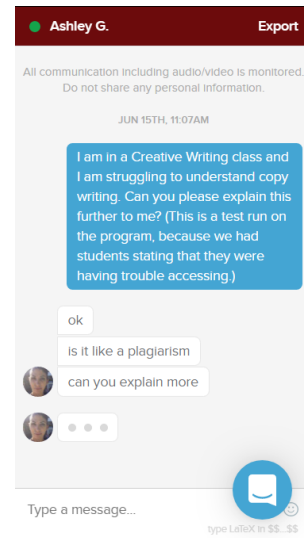 Ashley G. Export
All communication including audio/video is monitored.
Do not share any personal information.
JUN 15TH, 11:07AM
I am in a Creative Writing class and
I am struggling to understand copy
writing. Can you please explain this
further to me? (This is a test run on
the program, because we had
students stating that they were
having trouble accessing.)
ok
is it like a plagiarism
can you explain more
Type a message...
type LaTeX in $$...$$